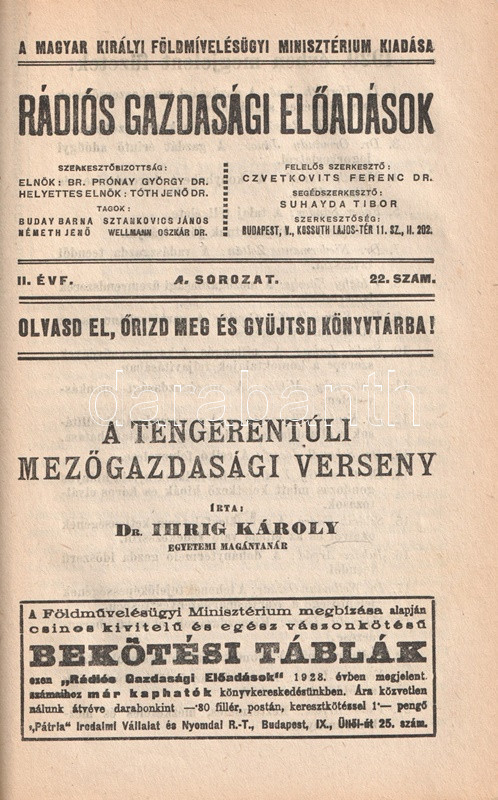 A MAGYAR KIRÁLYI FÖLDMÍVELÉSÜGYI MINISZTÉRIUM KIADÁSA
RÁDIÓS GAZDASÁGI ELŐADÁSOK
SZERKESZTŐBIZOTTSÁG:
ELNÖK: BR. PRÓNAY GYÖRGY DR.
HELYETTES ELNÖK: TÓTH JENŐ DR.
TAGOK:
BUDAY BARNA SZTANKOVICS JÁNOS
NÉMETH JENŐ WELLMANN OSZKÁR DR.
FELELŐS SZERKESZTŐ:
CZVETKOVITS FERENC DR.
SEGÉDSZERKESZTŐ:
SUHAYDA TIBOR
SZERKESZTŐSÉG:
BUDAPEST, V., KOSSUTH LAJOS-TÉR 11. SZ., II. 202.
II. ÉVF. A. SOROZAT. 22. SZÁM.
OLVASD EL, ŐRIZD MEG ÉS GYÜJTSD KÖNYVTÁRBA!
darabanth
A TENGERENTÚLI
MEZŐGAZDASÁGI VERSENY
ÍRTA:
DR. IHRIG KÁROLY
EGYETEMI MAGÁNTANÁR
A Földművelésügyi Minisztérium megbízása alapján
csinos kivitelű és egész vászonkötésű
BEKÖTÉSI TÁBLÁK
ezen „Rádiós Gazdasági Előadások" 1928. évben megjelent
számaihoz már kaphatók könyvkereskedésünkben. Ára közvetlen
nálunk átvéve darabonkint —·80 fillér, postán, keresztkötéssel 1·— pengő
„Pátria" Irodalmi Vállalat és Nyomdai R.-T., Budapest, IX., Üllői-út 25. szám.